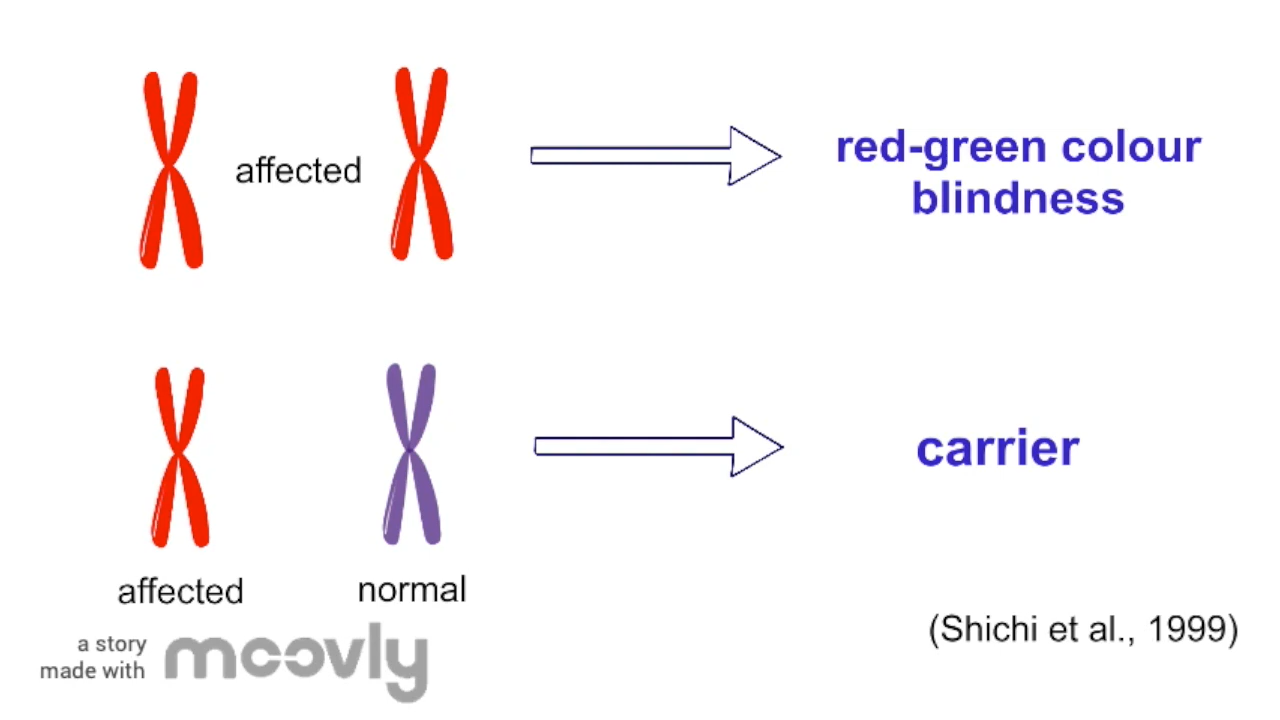 affected
red-green colour
blindness
carrier
affected
normal
(Shichi et al., 1999)
a story
made with
moovly